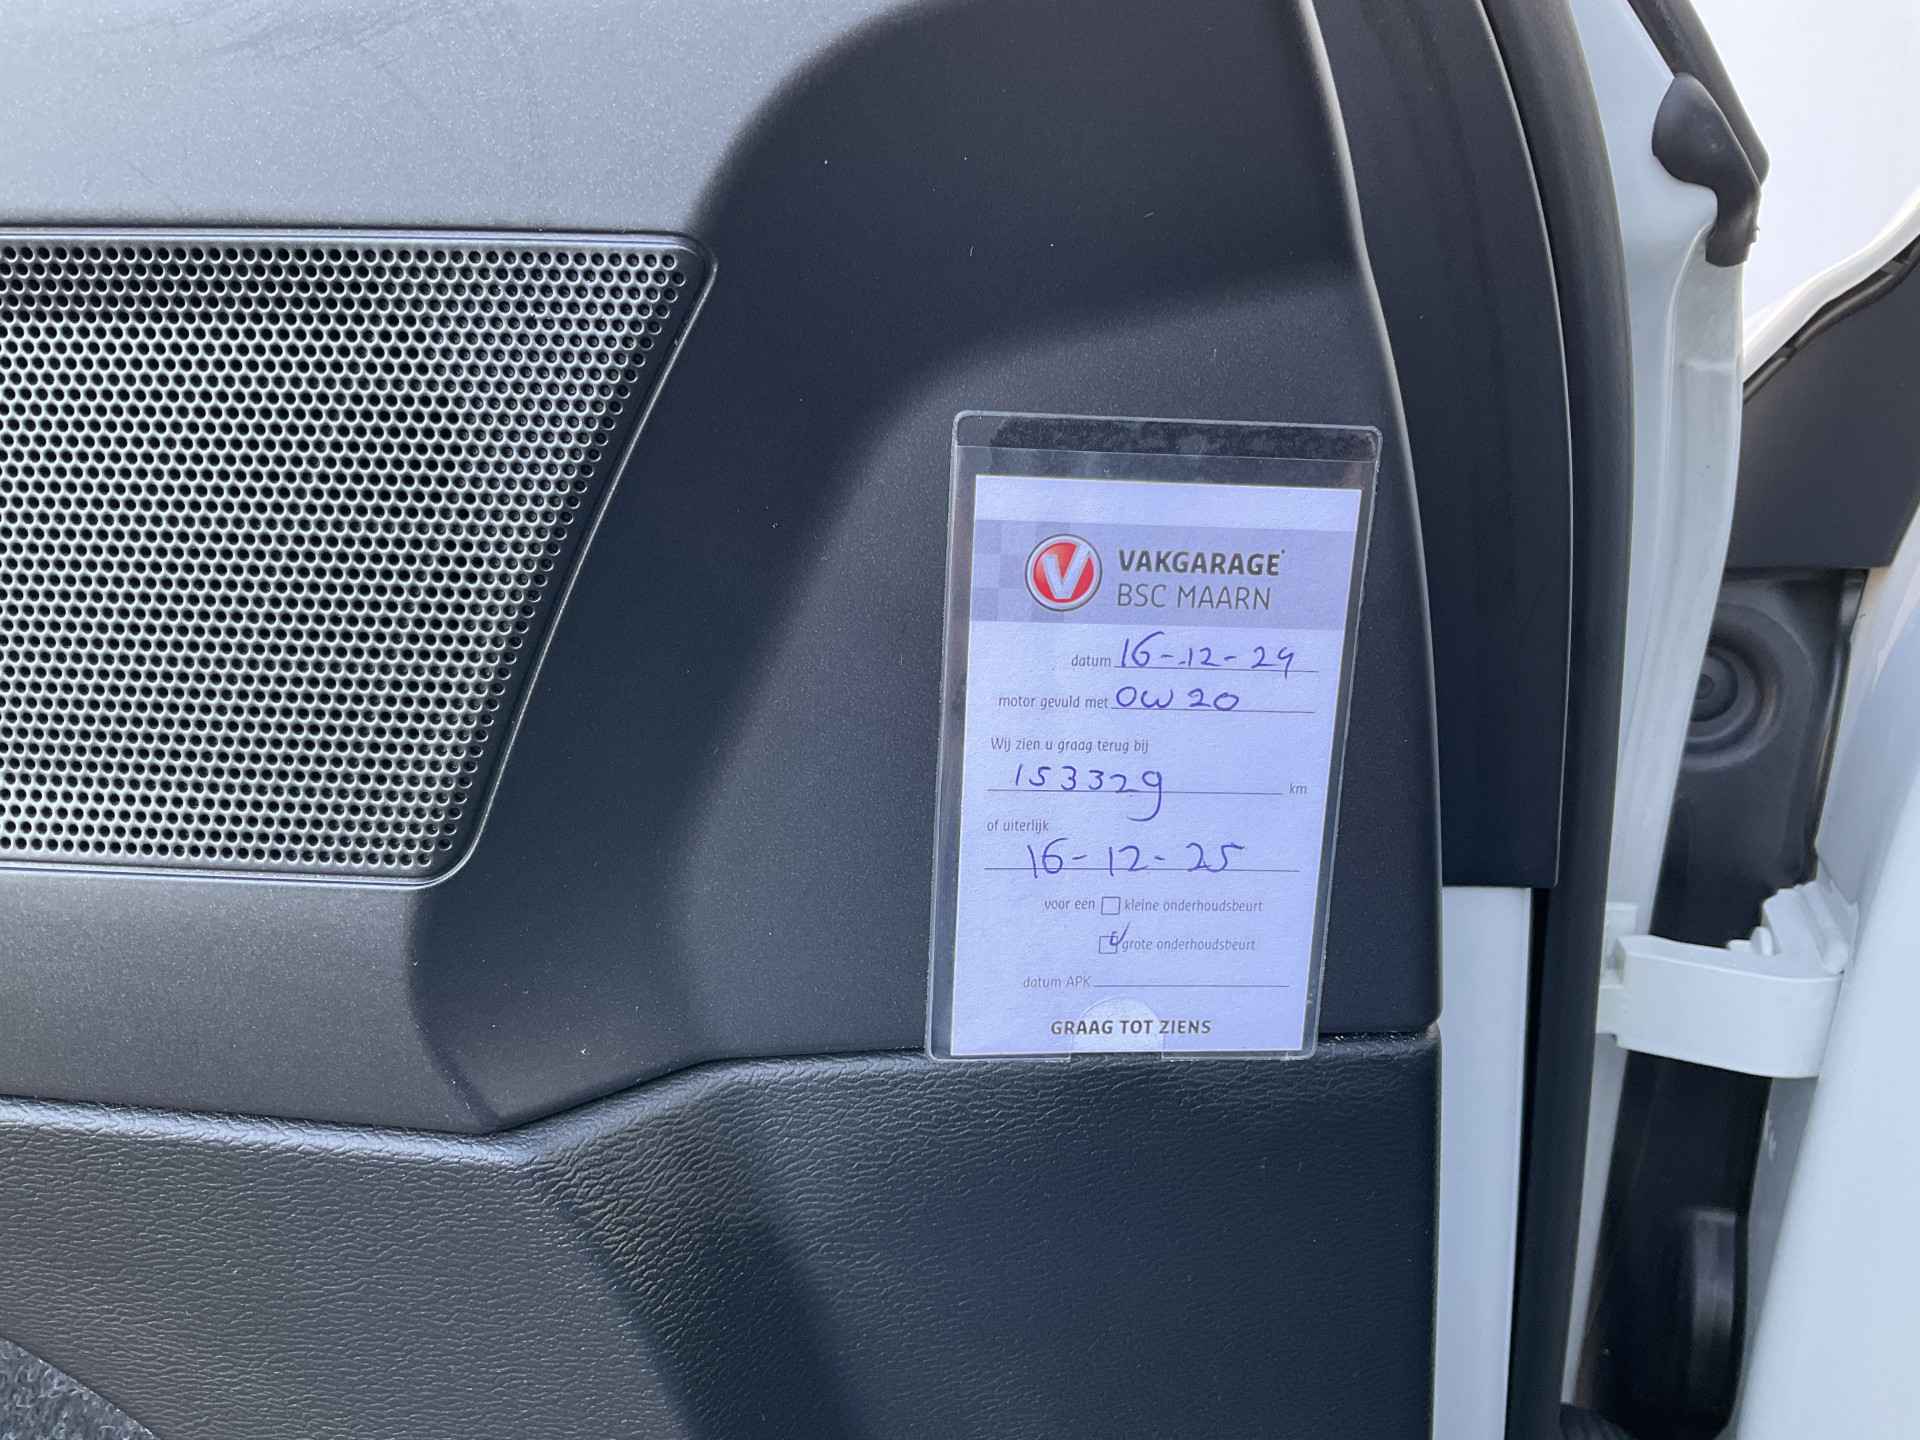 V VAKGARAGE
BSC MAARN
datum 16-12-24
motor gevuld met 0W20
Wij zien u graag terug bij
153329 km
of uiterlijk
16-12-25
voor een kleine onderhoudsbeurt
grote onderhoudsbeurt
datum APK
GRAAG TOT ZIENS